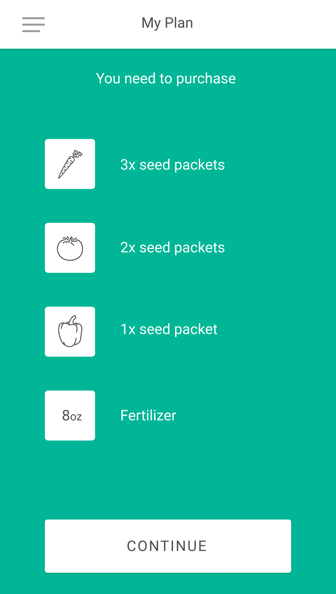 My Plan
You need to purchase
3x seed packets
2x seed packets
1x seed packet
8oz Fertilizer
CONTINUE